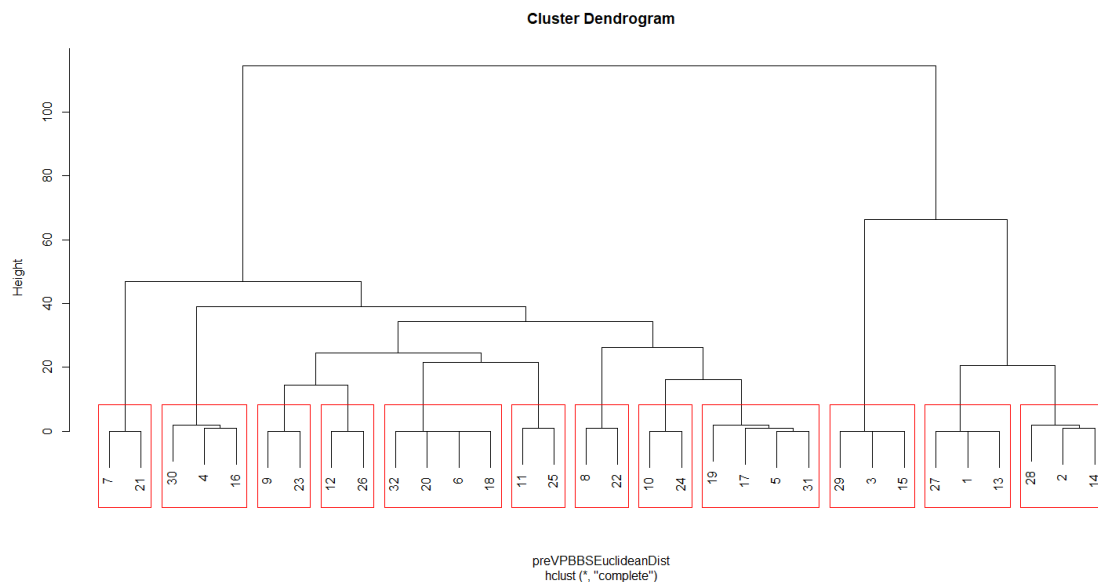 Cluster Dendrogram
Height
0 20 40 60 80 100
7 21 30 4 16 9 23 12 26 32 20 6 18 11 25 8 22 10 24 19 17 5 31 29 3 15 27 1 13 28 2 14
preVPBBSEuclideanDist
hclust (*, "complete")